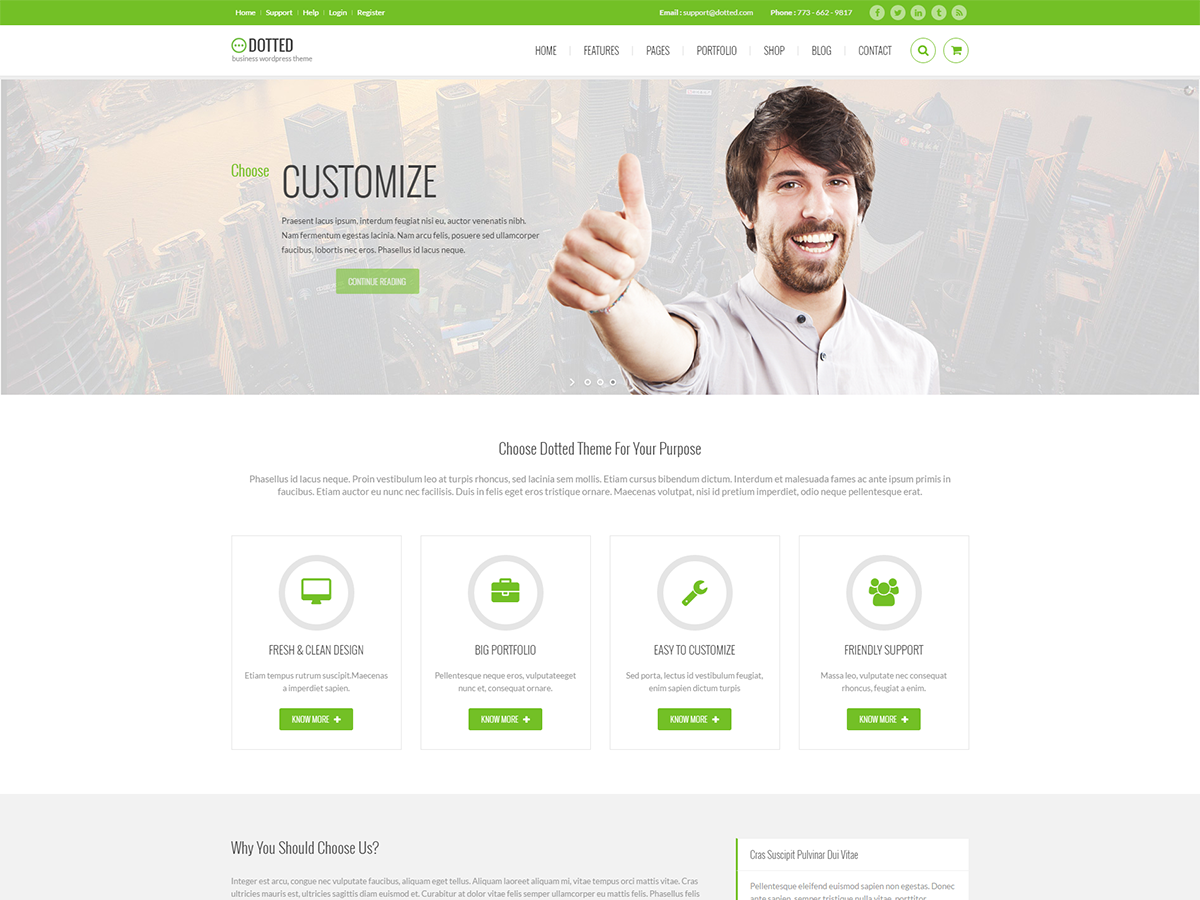 Home Support Help Login Register Email : support@dotted.com Phone : 773 - 662 - 9817
DOTTED
business wordpress theme
HOME FEATURES PAGES PORTFOLIO SHOP BLOG CONTACT
Choose CUSTOMIZE
Praesent lacus ipsum, interdum feugiat nisi eu, auctor venenatis nibh.
Nam fermentum egestas lacinia. Nam arcu felis, posuere sed ullamcorper
faucibus, lobortis nec eros. Phasellus id lacus neque.
CONTINUE READING
Choose Dotted Theme For Your Purpose
Phasellus id lacus neque. Proin vestibulum leo at turpis rhoncus, sed lacinia sem mollis. Etiam cursus bibendum dictum. Interdum et malesuada fames ac ante ipsum primis in
faucibus. Etiam auctor eu nunc nec facilisis. Duis in felis eget eros tristique ornare. Maecenas volutpat, nisi id pretium imperdiet, odio neque pellentesque erat.
FRESH & CLEAN DESIGN
Etiam tempus rutrum suscipit.Maecenas
a imperdiet sapien.
KNOW MORE
BIG PORTFOLIO
Pellentesque neque eros, vulputateeget
nunc et, consequat ornare.
KNOW MORE
EASY TO CUSTOMIZE
Sed porta, lectus id vestibulum feugiat,
enim sapien dictum turpis
KNOW MORE
FRIENDLY SUPPORT
Massa leo, vulputate nec consequat
rhoncus, feugiat a enim.
KNOW MORE
Why You Should Choose Us?
Integer est arcu, congue nec vulputate faucibus, aliquam eget tellus. Aliquam laoreet aliquam mi, vitae tempus orci mattis vitae. Cras
ultricies mauris est, ultricies sagittis diam euismod et. Curabitur at dolor vitae felis semper ullamcorper eu mattis felis. Phasellus felis
Cras Suscipit Pulvinar Dui Vitae
Pellentesque eleifend euismod sapien non egestas. Donec
ante sapien, semper tristique nulla vitae, porttitor